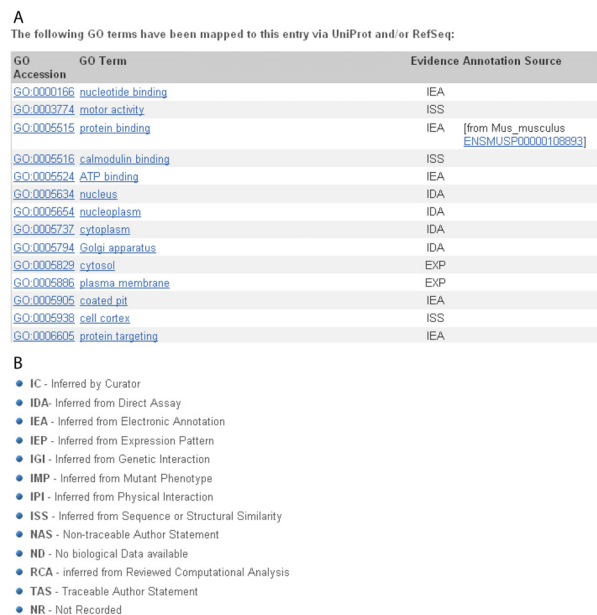 A
The following GO terms have been mapped to this entry via UniProt and/or RefSeq:
GO Accession GO Term Evidence Annotation Source
GO:0000166 nucleotide binding IEA
GO:0003774 motor activity ISS
GO:0005515 protein binding IEA [from Mus_musculus
ENSMUSP00000108893]
GO:0005516 calmodulin binding ISS
GO:0005524 ATP binding IEA
GO:0005634 nucleus IDA
GO:0005654 nucleoplasm IDA
GO:0005737 cytoplasm IDA
GO:0005794 Golgi apparatus IDA
GO:0005829 cytosol EXP
GO:0005886 plasma membrane EXP
GO:0005905 coated pit IEA
GO:0005938 cell cortex ISS
GO:0006605 protein targeting IEA
B
IC - Inferred by Curator
IDA- Inferred from Direct Assay
IEA - Inferred from Electronic Annotation
IEP - Inferred from Expression Pattern
IGI - Inferred from Genetic Interaction
IMP - Inferred from Mutant Phenotype
IPI - Inferred from Physical Interaction
ISS - Inferred from Sequence or Structural Similarity
NAS - Non-traceable Author Statement
ND - No biological Data available
RCA - inferred from Reviewed Computational Analysis
TAS - Traceable Author Statement
NR - Not Recorded